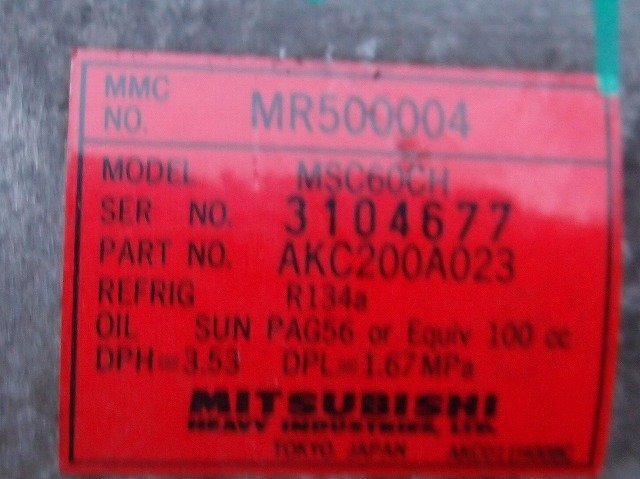 MMC NO. MR500004
MODEL MSC60CH
SER NO. 3104677
PART NO. AKC200A023
REFRIG R134a
OIL SUN PAG56 or Equiv 100 cc
DPH=3.53 DPL=1.67MPa
MITSUBISHI
HEAVY INDUSTRIES, LTD.
TOKYO, JAPAN